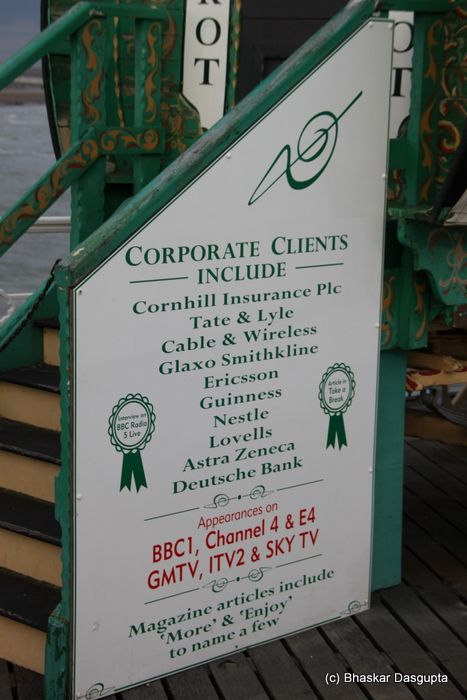 ROT
O
T
CORPORATE CLIENTS
INCLUDE
Cornhill Insurance Plc
Tate & Lyle
Cable & Wireless
Glaxo Smithkline
Ericsson
Guinness
Nestle
Lovells
Astra Zeneca
Deutsche Bank
Interview on
BBC Radio
5 Live
Article in
Take a
Break
Appearances on
BBC1, Channel 4 & E4
GMTV, ITV2 & SKY TV
Magazine articles include
'More' & 'Enjoy'
to name a few
(c) Bhaskar Dasgupta